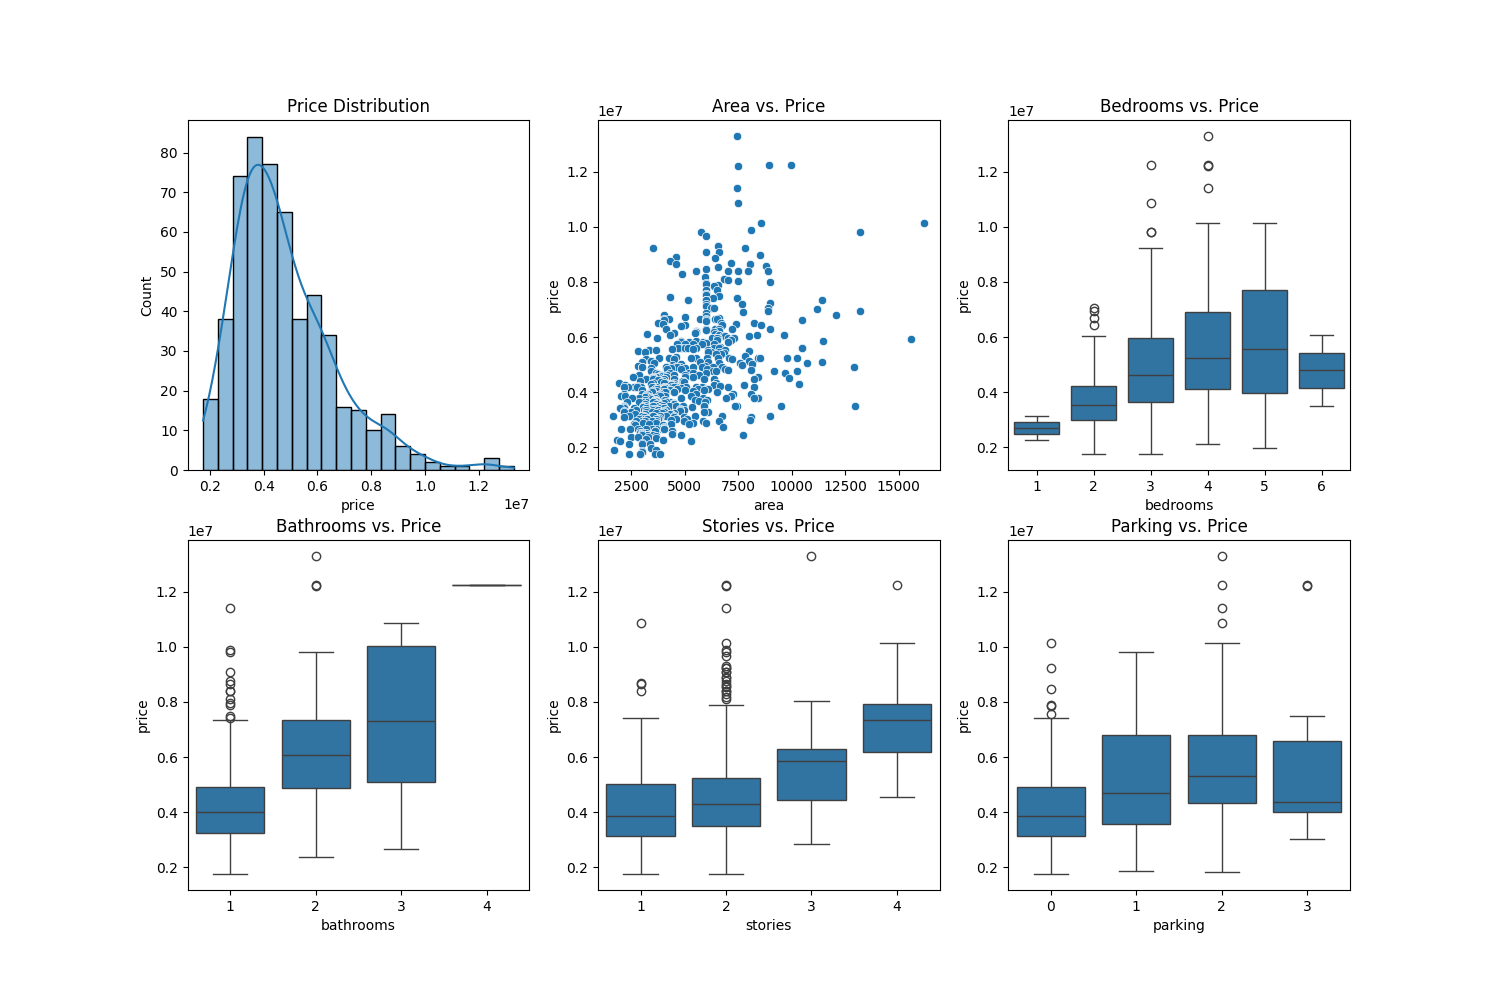 Price Distribution
80
70
60
50
40
30
20
10
0
Count
0.2 0.4 0.6 0.8 1.0 1.2
price
1e7
Area vs. Price
1e7
1.2
1.0
0.8
0.6
0.4
0.2
price
2500 5000 7500 10000 12500 15000
area
Bedrooms vs. Price
1e7
1.2
1.0
0.8
0.6
0.4
0.2
price
1 2 3 4 5 6
bedrooms
Bathrooms vs. Price
1e7
1.2
1.0
0.8
0.6
0.4
0.2
price
1 2 3 4
bathrooms
Stories vs. Price
1e7
1.2
1.0
0.8
0.6
0.4
0.2
price
1 2 3 4
stories
Parking vs. Price
1e7
1.2
1.0
0.8
0.6
0.4
0.2
price
0 1 2 3
parking